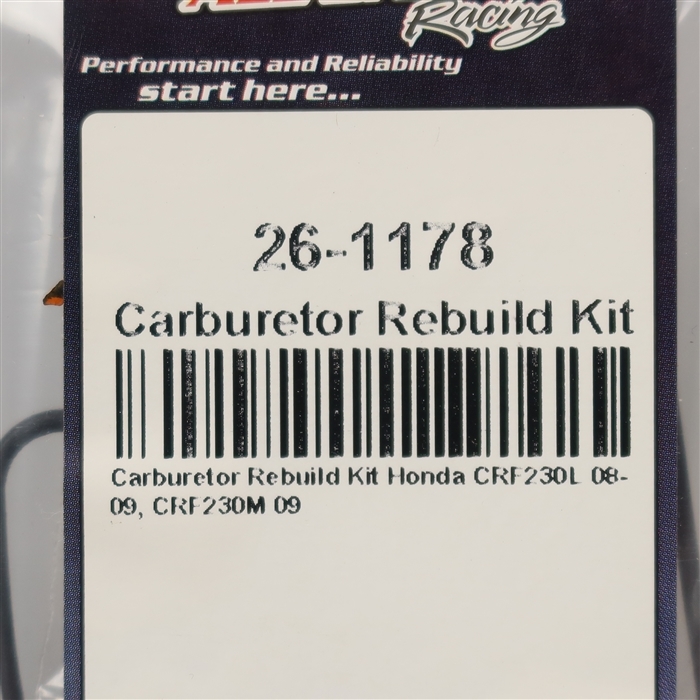 Racing
Performance and Reliability
start here...
26-1178
Carburetor Rebuild Kit
Carburetor Rebuild Kit Honda CRF230L 08-
09, CRF230M 09